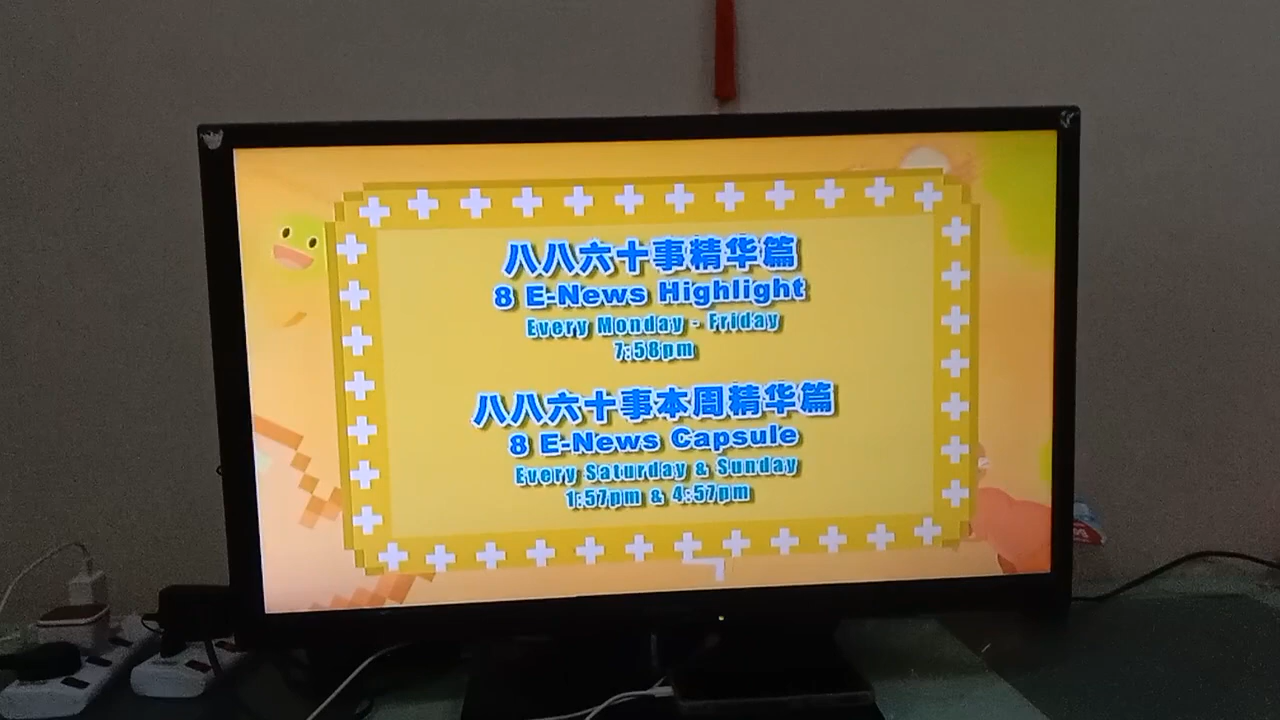 八八六十事精华篇
8 E-News Highlight
Every Monday - Friday
7:58pm
八八六十事本周精华篇
8 E-News Capsule
Every Saturday & Sunday
1:57pm & 4:57pm